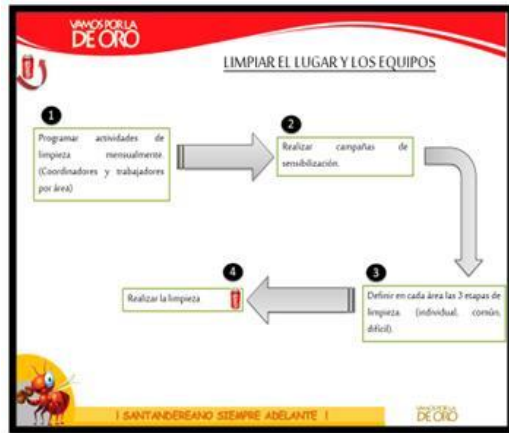 VAMOS POR LA
DE ORO
LIMPIAR EL LUGAR Y LOS EQUIPOS
1
Programar actividades de
limpieza mensualmente.
(Coordinadores y trabajadores
por área)
2
Realizar campañas de
sensibilización.
3
Definir en cada área las 3 etapas de
limpieza. (individual, común,
difícil).
4
Realizar la limpieza
! SANTANDEREANO SIEMPRE ADELANTE !
VAMOS POR LA
DE ORO